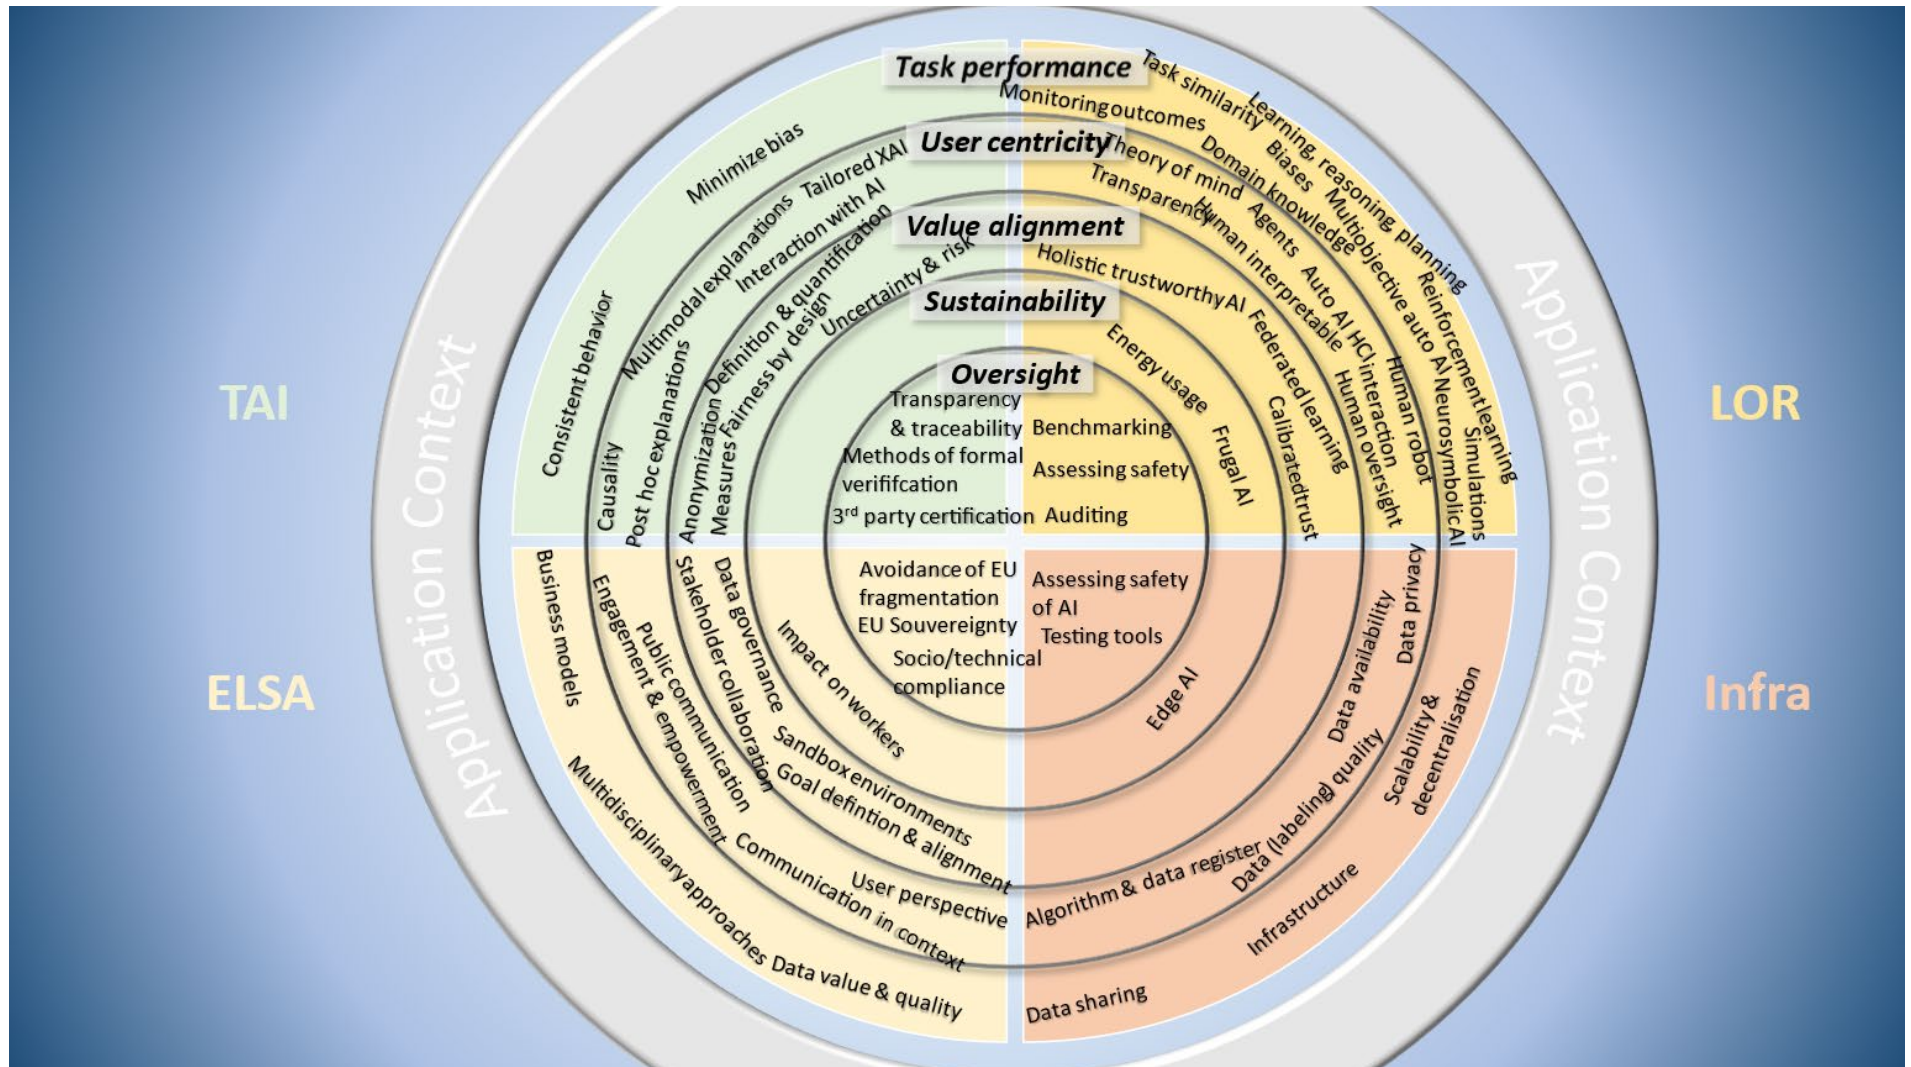 Task performance
User centricity
Value alignment
Sustainability
Oversight
TAI
LOR
ELSA
Infra
Application Context
Application Context
Minimize bias
Consistent behavior
Tailored XAI
Multimodal explanations
Interaction with AI
Causality
Post hoc explanations
Definition & quantification
Anonymization
Fairness by design
Measures
Uncertainty & risk
Transparency
& traceability
Methods of formal
verififcation
3rd party certification
Task similarity
Monitoring outcomes
Learning, reasoning, planning
Biases
Domain knowledge
Multiobjective auto AI
Reinforcement learning
Simulations
Neurosymbolic AI
Theory of mind
Agents
Auto AI
HCI interaction
Human robot
Transparency
Human interpretable
Human oversight
Holistic trustworthy AI
Federated learning
Calibrated trust
Energy usage
Frugal AI
Benchmarking
Assessing safety
Auditing
Business models
Multidisciplinary approaches
Data value & quality
Engagement & empowerment
Public communication
Communication in context
User perspective
Stakeholder collaboration
Data governance
Sandbox environments
Goal defintion & alignment
Impact on workers
Avoidance of EU
fragmentation
EU Souvereignty
Socio/technical
compliance
Assessing safety
of AI
Testing tools
Edge AI
Data availability
Data privacy
Data (labeling) quality
Algorithm & data register
Scalability &
decentralisation
Infrastructure
Data sharing